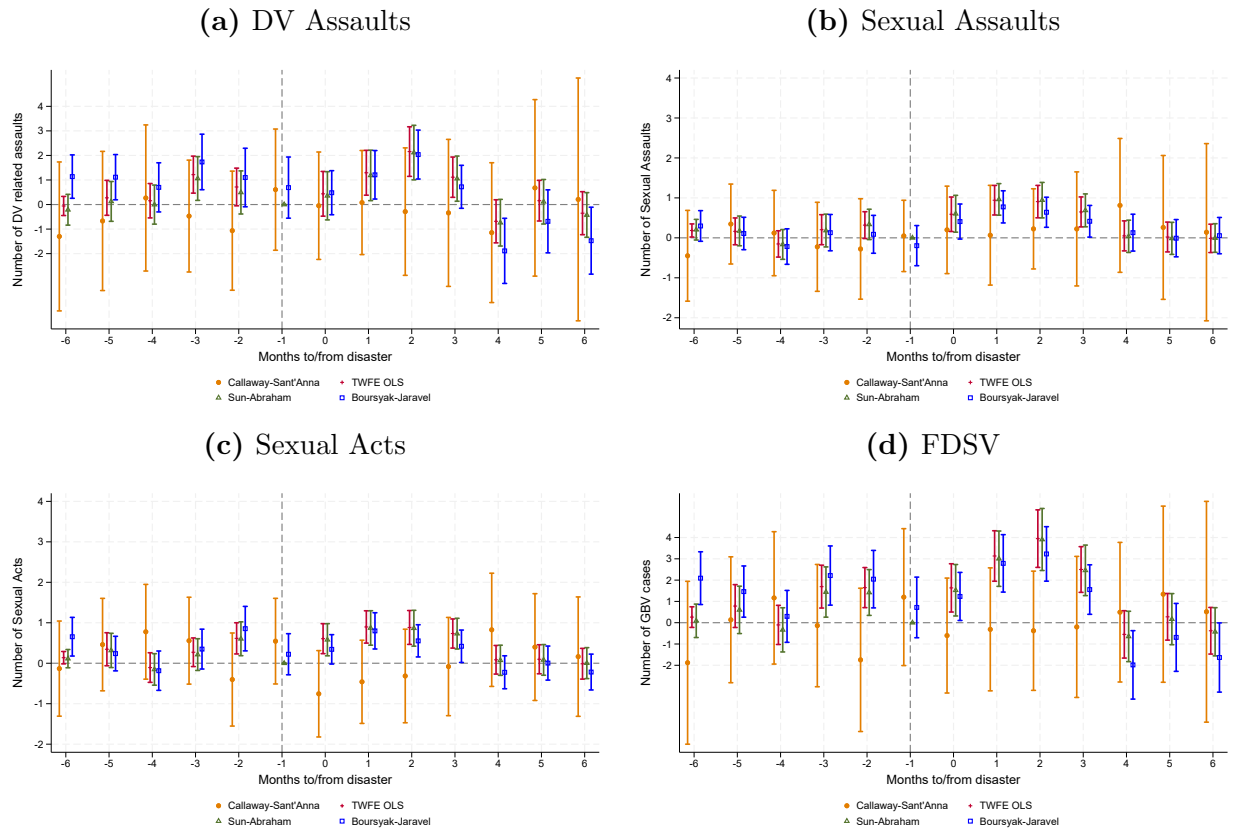 (a) DV Assaults
(b) Sexual Assaults
Number of DV related assaults
4
3
2
1
0
-1
-2
-6 -5 -4 -3 -2 -1 0 1 2 3 4 5 6
Months to/from disaster
Callaway-Sant'Anna TWFE OLS
Sun-Abraham Boursyak-Jaravel
Number of Sexual Assaults
4
3
2
1
0
-1
-2
-6 -5 -4 -3 -2 -1 0 1 2 3 4 5 6
Months to/from disaster
Callaway-Sant'Anna TWFE OLS
Sun-Abraham Boursyak-Jaravel
(c) Sexual Acts
(d) FDSV
Number of Sexual Acts
4
3
2
1
0
-1
-2
-6 -5 -4 -3 -2 -1 0 1 2 3 4 5 6
Months to/from disaster
Callaway-Sant'Anna TWFE OLS
Sun-Abraham Boursyak-Jaravel
Number of GBV cases
4
3
2
1
0
-1
-2
-6 -5 -4 -3 -2 -1 0 1 2 3 4 5 6
Months to/from disaster
Callaway-Sant'Anna TWFE OLS
Sun-Abraham Boursyak-Jaravel